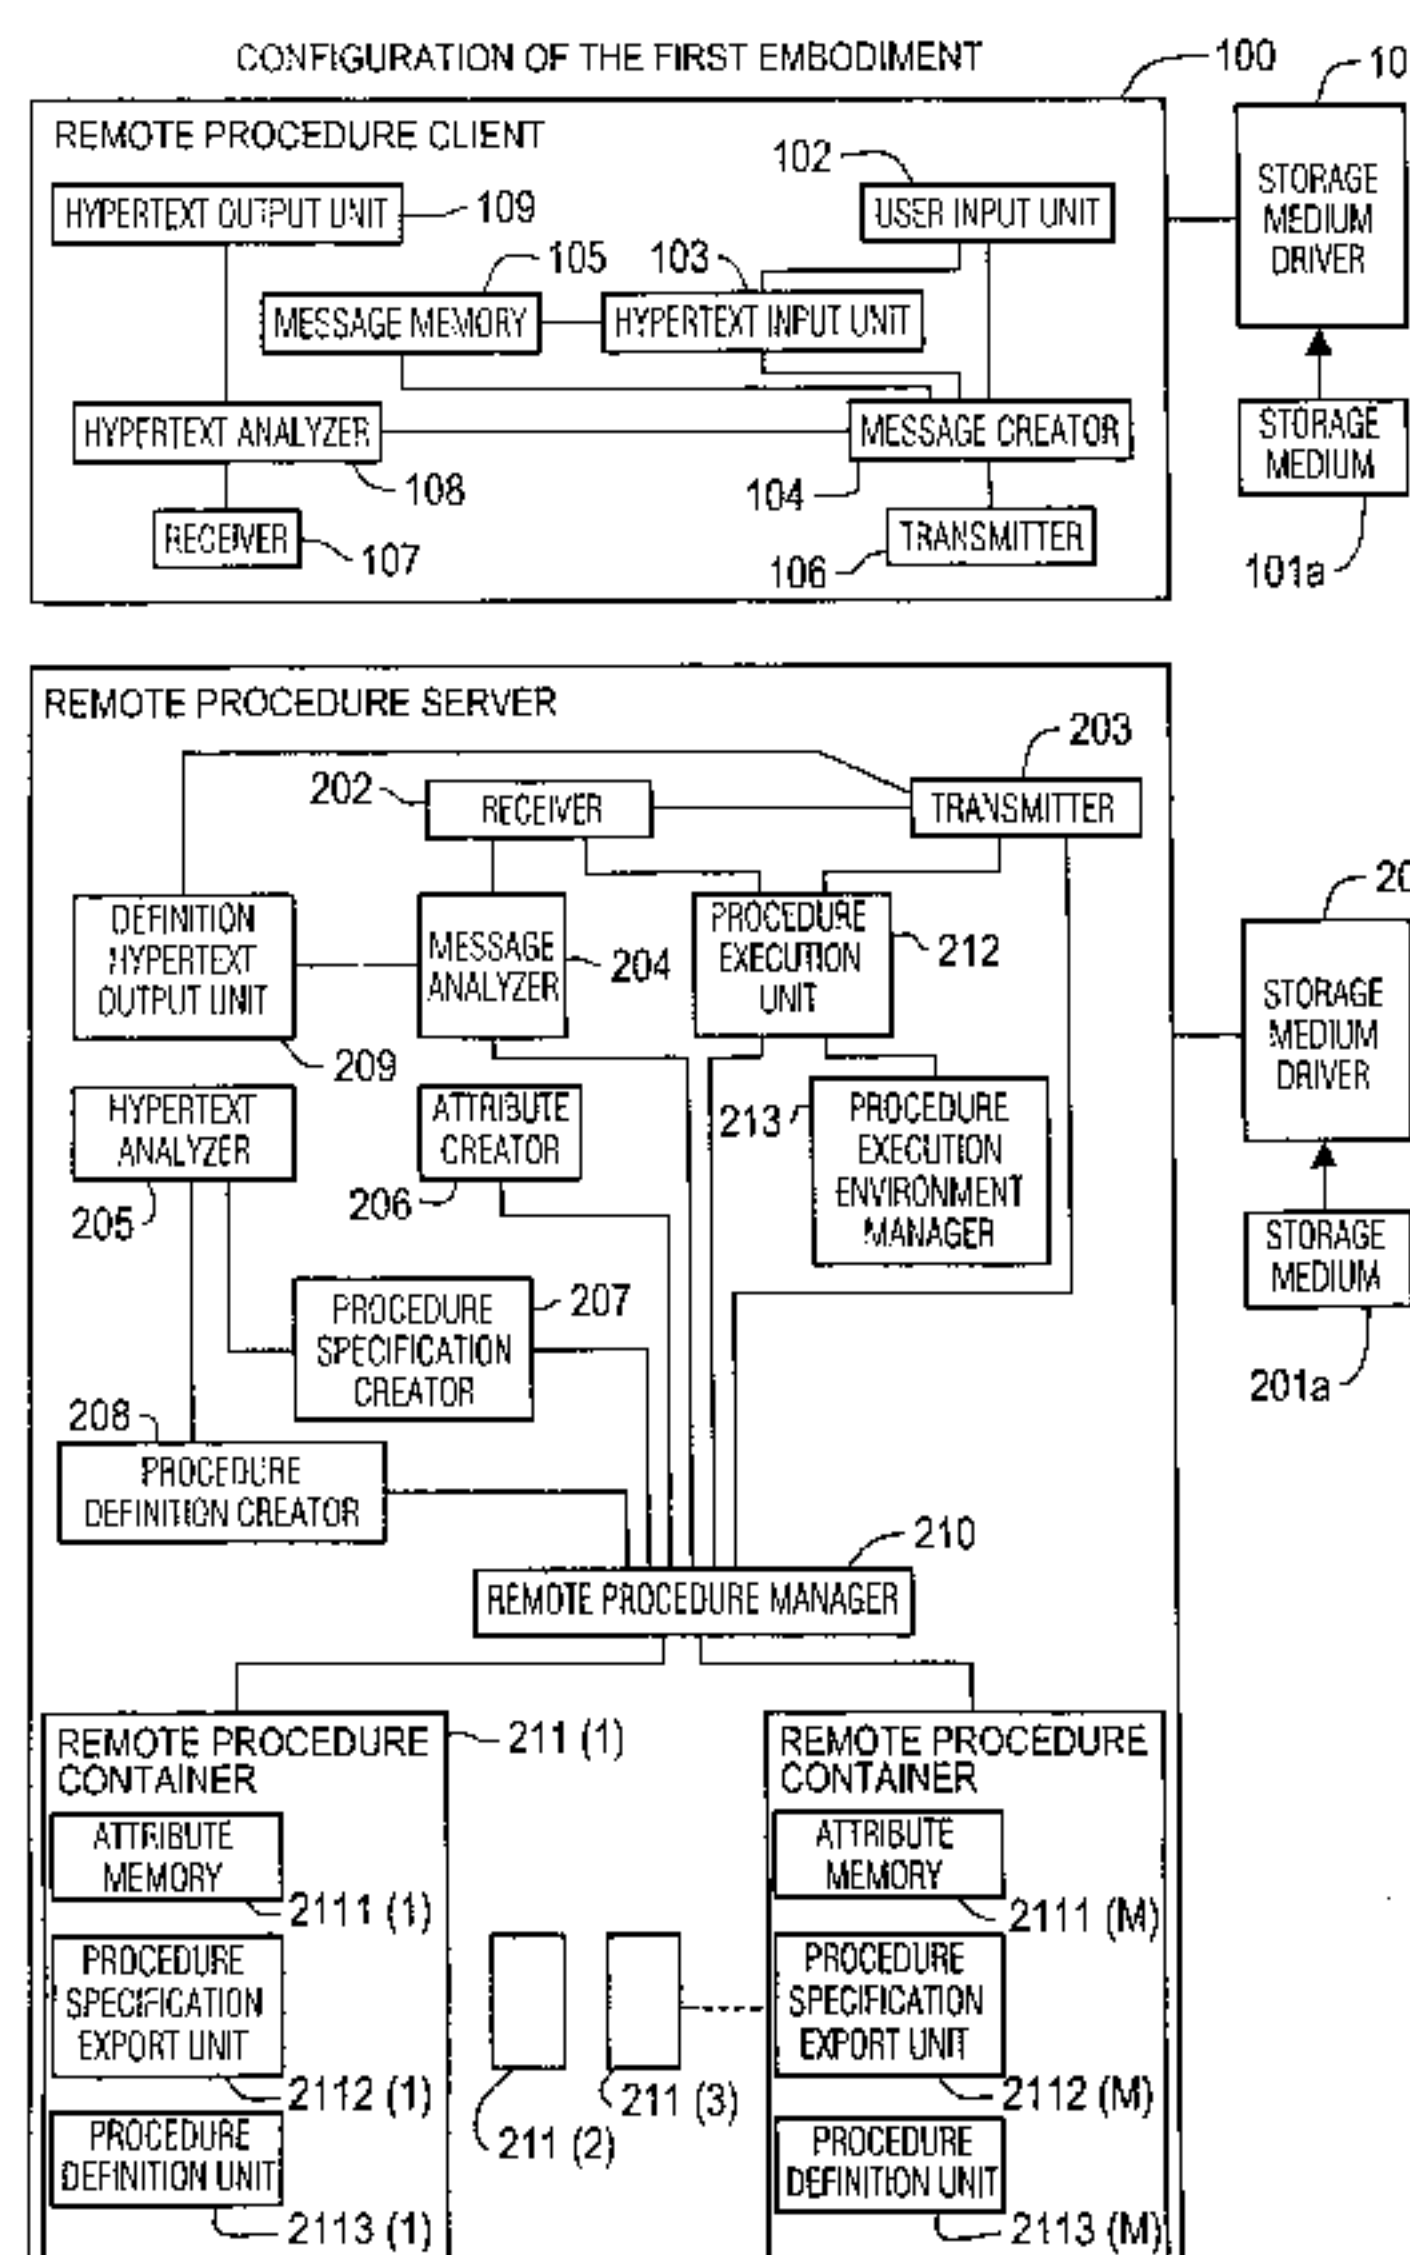 CONFIGURATION OF THE FIRST EMBODIMENT
100
10
REMOTE PROCEDURE CLIENT
102
STORAGE
MEDIUM
DRIVER
HYPERTEXT OUTPUT UNIT
109
USER INPUT UNIT
105
103
MESSAGE MEMORY
HYPERTEXT INPUT UNIT
HYPERTEXT ANALYZER
MESSAGE CREATOR
STORAGE
MEDIUM
108
104
RECEIVER
107
TRANSMITTER
106
101a
REMOTE PROCEDURE SERVER
203
202
RECEIVER
TRANSMITTER
20
DEFINITION
HYPERTEXT
OUTPUT UNIT
MESSAGE
ANALYZER
204
PROCEDURE
EXECUTION
UNIT
212
STORAGE
MEDIUM
DRIVER
209
HYPERTEXT
ANALYZER
ATTRIBUTE
CREATOR
213
PROCEDURE
EXECUTION
ENVIRONMENT
MANAGER
205
206
STORAGE
MEDIUM
207
PROCEDURE
SPECIFICATION
CREATOR
201a
208
PROCEDURE
DEFINITION CREATOR
210
REMOTE PROCEDURE MANAGER
REMOTE PROCEDURE
CONTAINER
211 (1)
REMOTE PROCEDURE
CONTAINER
ATTRIBUTE
MEMORY
2111 (1)
ATTRIBUTE
MEMORY
2111 (M)
PROCEDURE
SPECIFICATION
EXPORT UNIT
2112 (1)
211 (2)
211 (3)
PROCEDURE
SPECIFICATION
EXPORT UNIT
2112 (M)
PROCEDURE
DEFINITION UNIT
2113 (1)
PROCEDURE
DEFINITION UNIT
2113 (M)